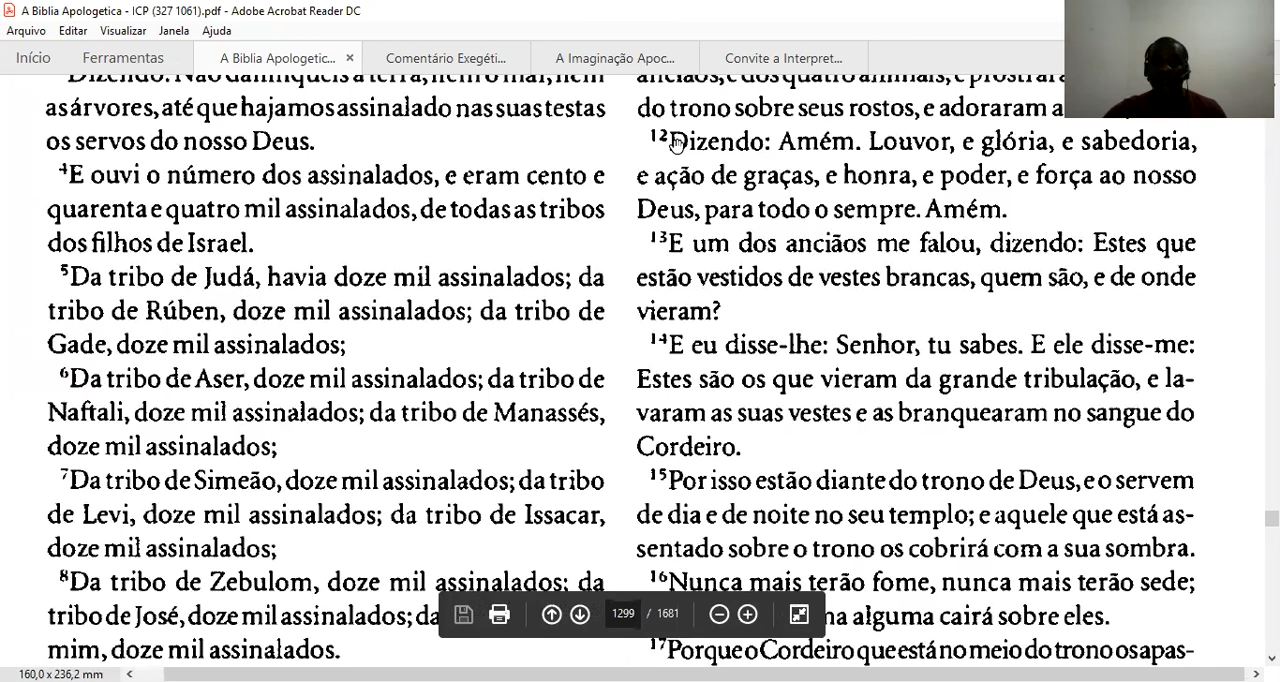 A Biblia Apologetica - ICP (327 1061).pdf - Adobe Acrobat Reader DC
Arquivo Editar Visualizar Janela Ajuda
Início Ferramentas A Biblia Apologetic... × Comentário Exegéti... A Imaginação Apoc... Convite a Interpret...
Dizendo: Não danifiqueis a terra, nem o mar, nem
as árvores, até que hajamos assinalado nas suas testas
os servos do nosso Deus.
4E ouvi o número dos assinalados, e eram cento e
quarenta e quatro mil assinalados, de todas as tribos
dos filhos de Israel.
5Da tribo de Judá, havia doze mil assinalados; da
tribo de Rúben, doze mil assinalados; da tribo de
Gade, doze mil assinalados;
6Da tribo de Aser, doze mil assinalados; da tribo de
Naftali, doze mil assinalados; da tribo de Manassés,
doze mil assinalados;
7Da tribo de Simeão, doze mil assinalados; da tribo
de Levi, doze mil assinalados; da tribo de Issacar,
doze mil assinalados;
8Da tribo de Zebulom, doze mil assinalados; da
tribo de José, doze mil assinalados; da
mim, doze mil assinalados.
anciãos, e dos quatro animais, e prostrara
do trono sobre seus rostos, e adoraram a
12Dizendo: Amém. Louvor, e glória, e sabedoria,
e ação de graças, e honra, e poder, e força ao nosso
Deus, para todo o sempre. Amém.
13E um dos anciãos me falou, dizendo: Estes que
estão vestidos de vestes brancas, quem são, e de onde
vieram?
14E eu disse-lhe: Senhor, tu sabes. E ele disse-me:
Estes são os que vieram da grande tribulação, e la-
varam as suas vestes e as branquearam no sangue do
Cordeiro.
15Por isso estão diante do trono de Deus, e o servem
de dia e de noite no seu templo; e aquele que está as-
sentado sobre o trono os cobrirá com a sua sombra.
16Nunca mais terão fome, nunca mais terão sede;
ma alguma cairá sobre eles.
17Porque o Cordeiro que está no meio do trono os apas-
1299 / 1681
160,0 x 236,2 mm